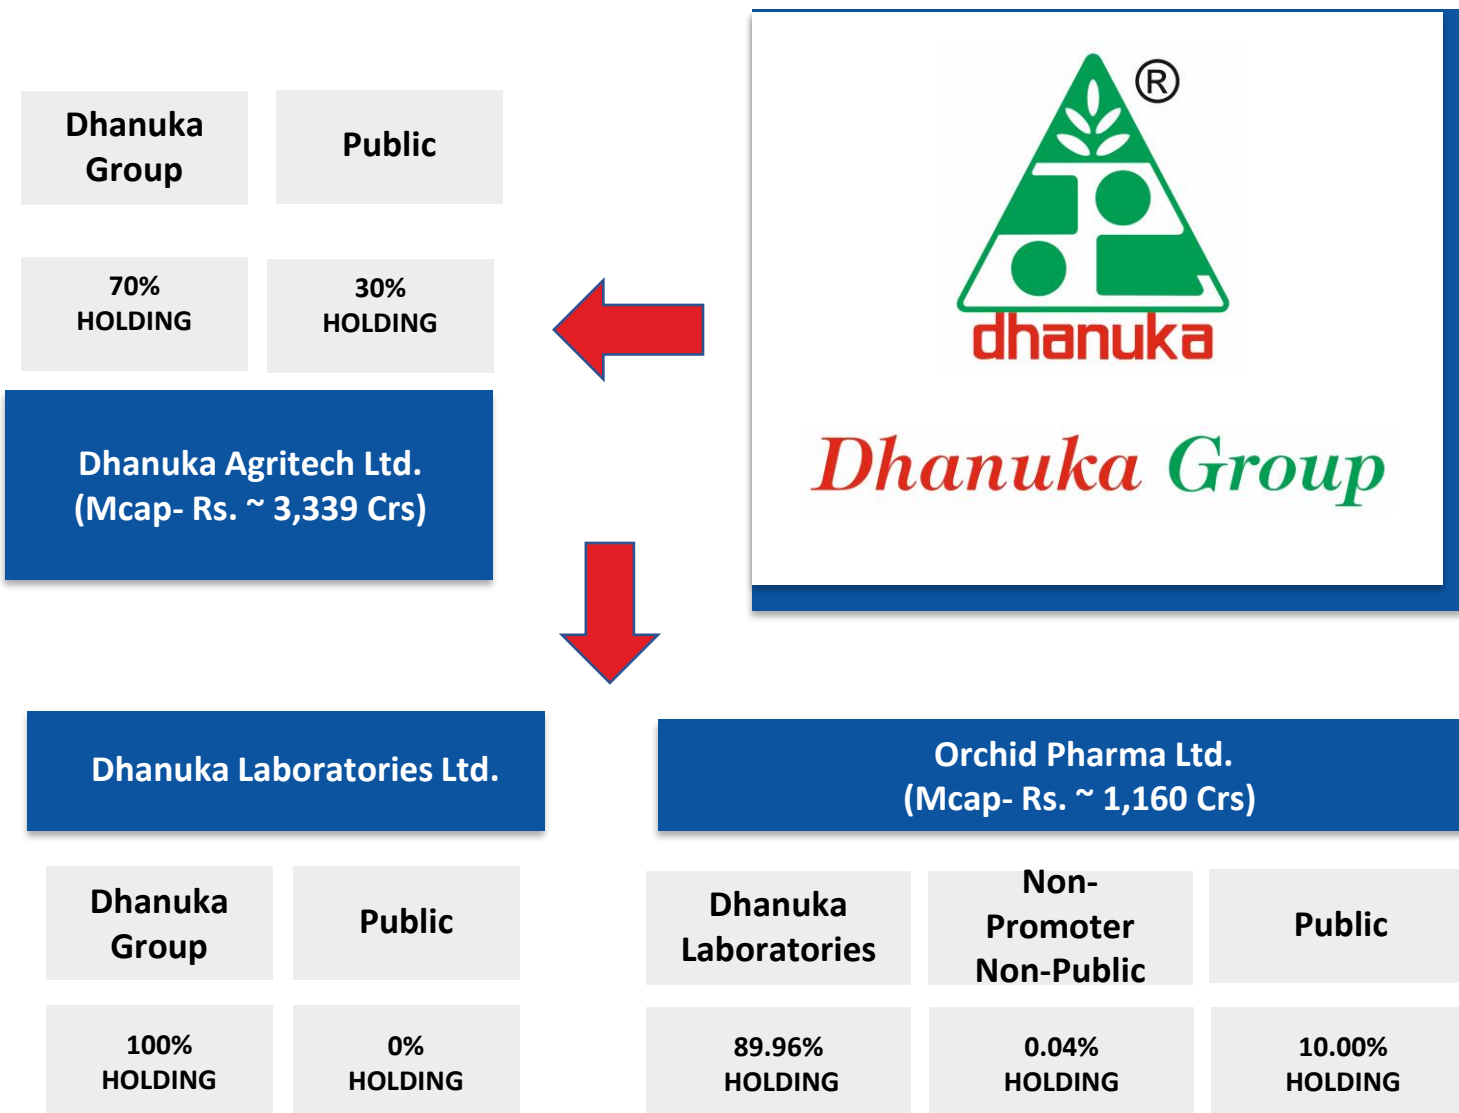 Dhanuka
Group
Public
70%
HOLDING
30%
HOLDING
Dhanuka Agritech Ltd.
(Mcap- Rs. ~ 3,339 Crs)
®
dhanuka
Dhanuka Group
Dhanuka Laboratories Ltd.
Orchid Pharma Ltd.
(Mcap- Rs. ~ 1,160 Crs)
Dhanuka
Group
Public
Dhanuka
Laboratories
Non-
Promoter
Non-Public
Public
100%
HOLDING
0%
HOLDING
89.96%
HOLDING
0.04%
HOLDING
10.00%
HOLDING